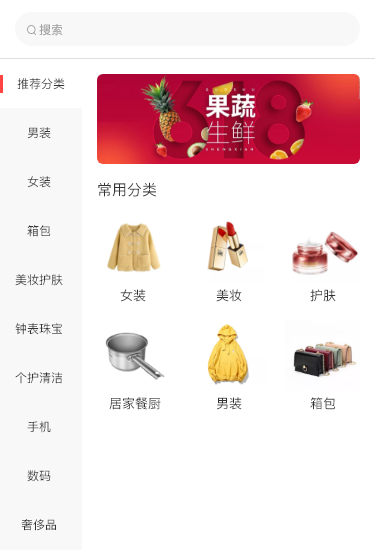 搜索
推荐分类
男装
女装
箱包
美妆护肤
钟表珠宝
个护清洁
手机
数码
奢侈品
618
果蔬
生鲜
SHENGXIAN
常用分类
女装
美妆
护肤
居家餐厨
男装
箱包